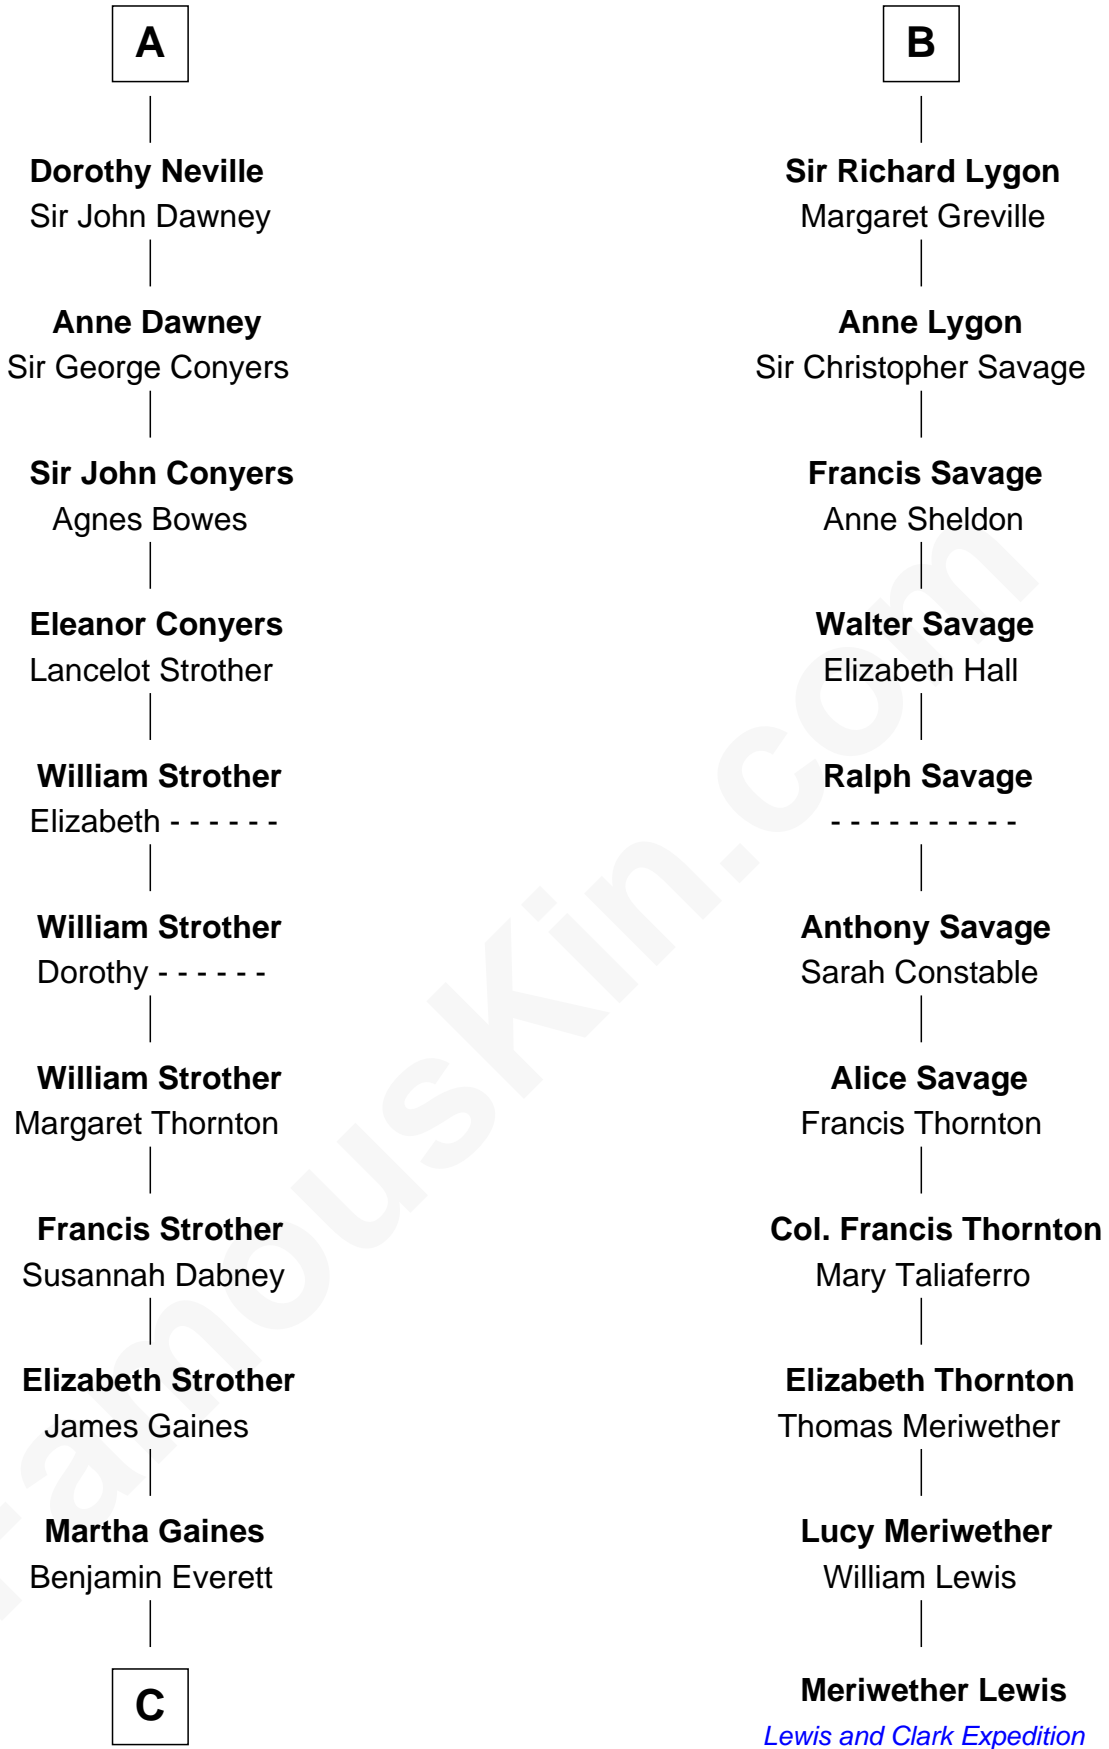 A
Dorothy Neville
Sir John Dawney
Anne Dawney
Sir George Conyers
Sir John Conyers
Agnes Bowes
Eleanor Conyers
Lancelot Strother
William Strother
Elizabeth - - - - - -
William Strother
Dorothy - - - - - -
William Strother
Margaret Thornton
Francis Strother
Susannah Dabney
Elizabeth Strother
James Gaines
Martha Gaines
Benjamin Everett
C
B
Sir Richard Lygon
Margaret Greville
Anne Lygon
Sir Christopher Savage
Francis Savage
Anne Sheldon
Walter Savage
Elizabeth Hall
Ralph Savage
- - - - - - - - - -
Anthony Savage
Sarah Constable
Alice Savage
Francis Thornton
Col. Francis Thornton
Mary Taliaferro
Elizabeth Thornton
Thomas Meriwether
Lucy Meriwether
William Lewis
Meriwether Lewis
Lewis and Clark Expedition
FamousKin.com